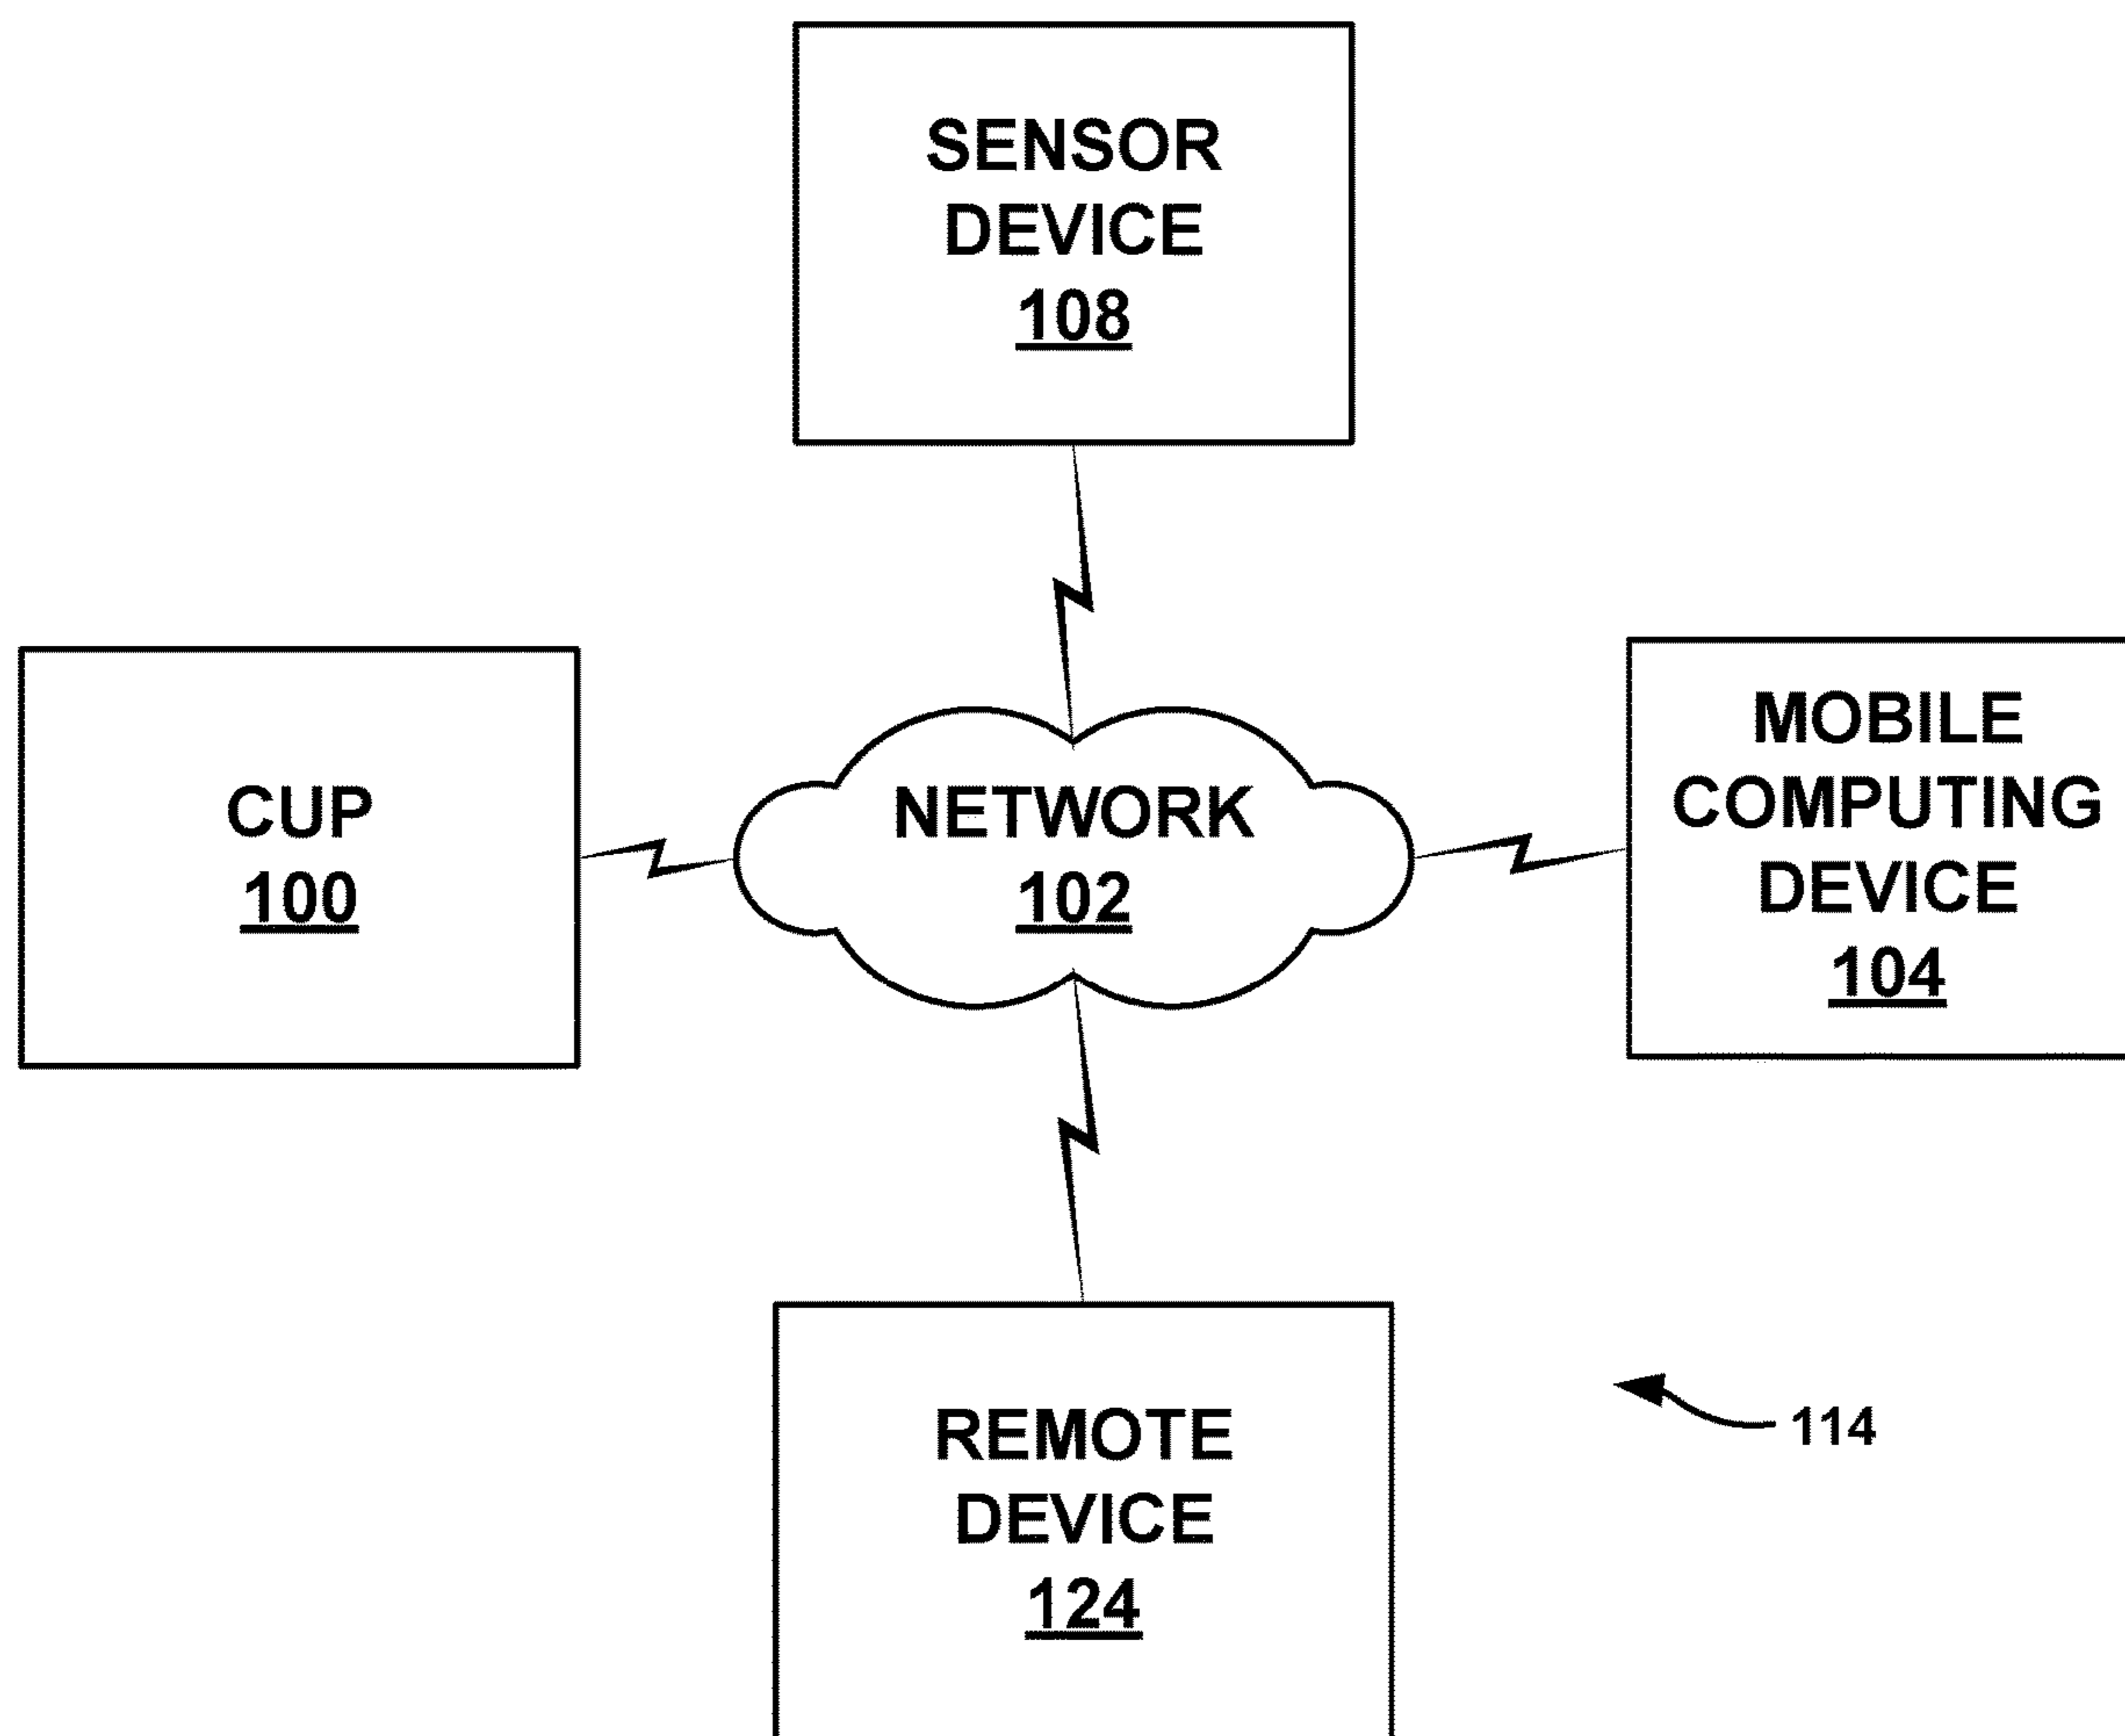 SENSOR
DEVICE
108
CUP
100
NETWORK
102
MOBILE
COMPUTING
DEVICE
104
REMOTE
DEVICE
124
114